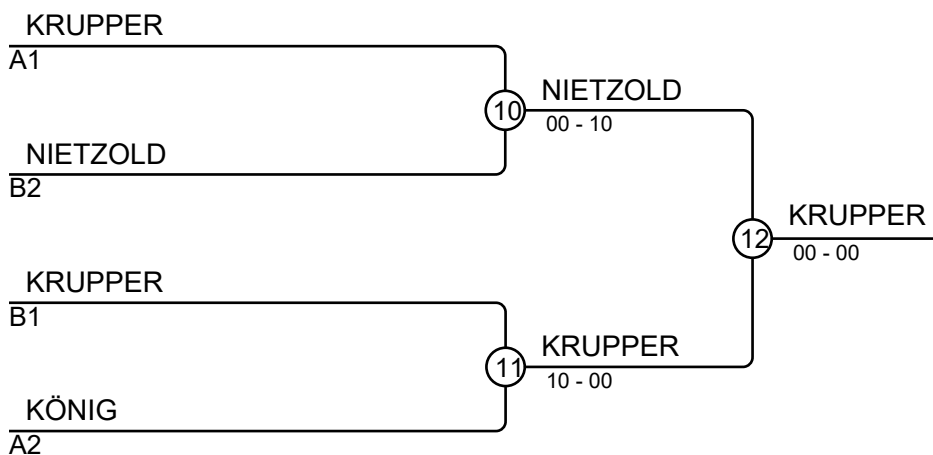 KRUPPER
A1
10
NIETZOLD
00 - 10
NIETZOLD
B2
12
KRUPPER
00 - 00
KRUPPER
B1
11
KRUPPER
10 - 00
KÖNIG
A2